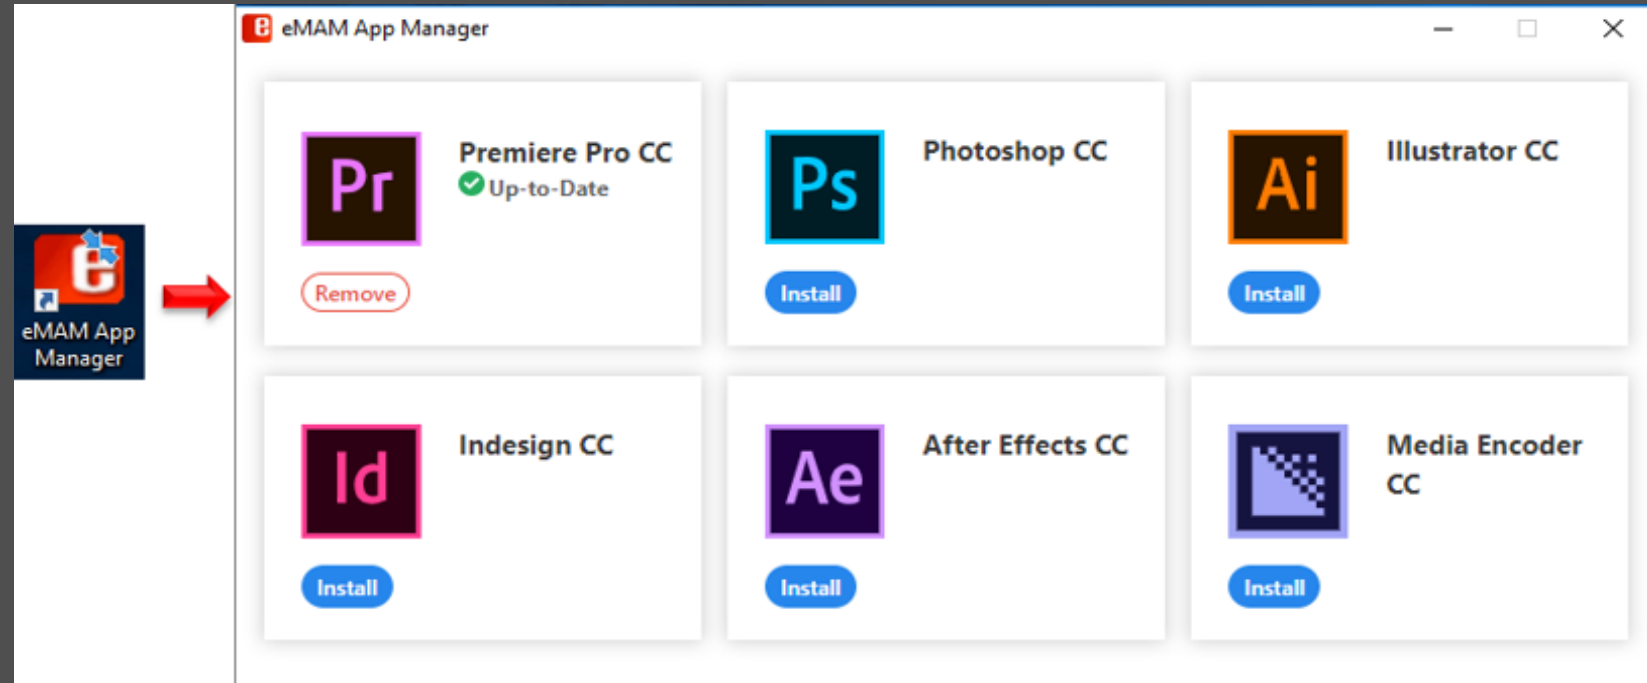 eMAM App Manager
Pr
Premiere Pro CC
Up-to-Date
Remove
Ps
Photoshop CC
Install
Ai
Illustrator CC
Install
e
eMAM App
Manager
Id
Indesign CC
Install
Ae
After Effects CC
Install
Media Encoder
CC
Install